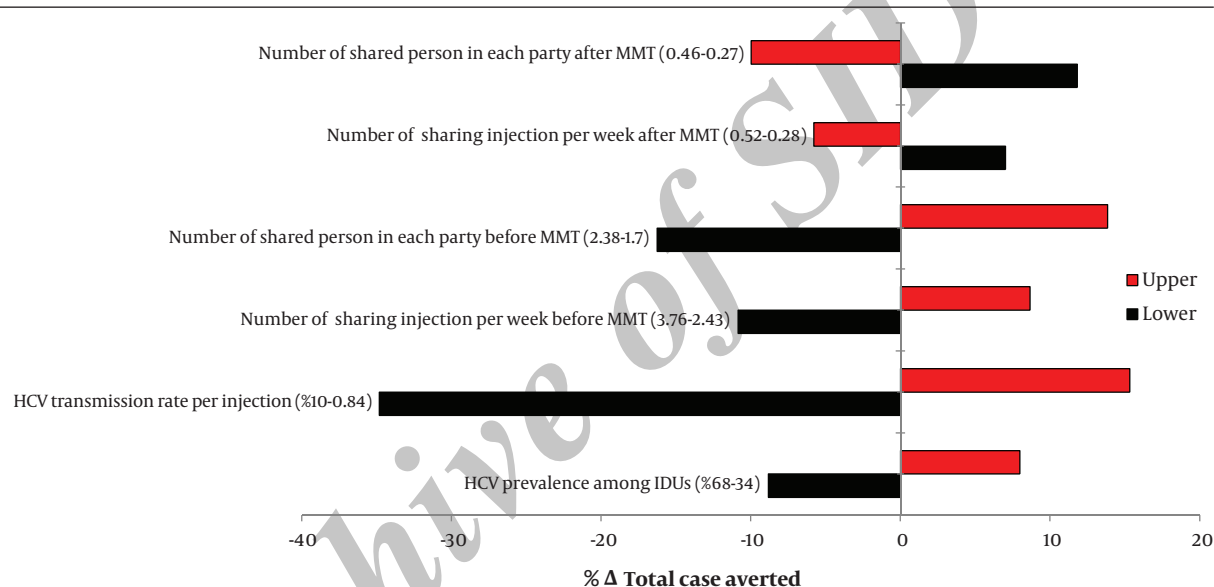 Number of shared person in each party after MMT (0.46-0.27)
Number of sharing injection per week after MMT (0.52-0.28)
Number of shared person in each party before MMT (2.38-1.7)
Number of sharing injection per week before MMT (3.76-2.43)
HCV transmission rate per injection (%10-0.84)
HCV prevalence among IDUs (%68-34)
Upper
Lower
-40 -30 -20 -10 0 10 20
% Δ Total case averted
hive of SID